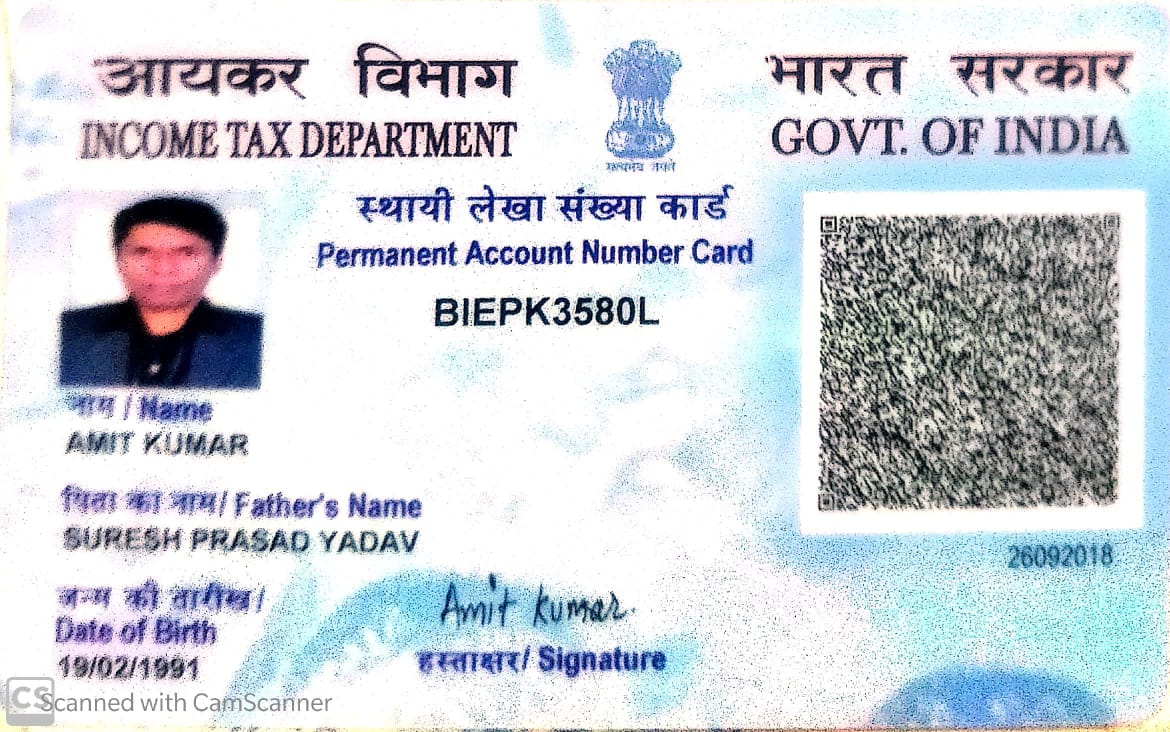 आयकर विभाग
INCOME TAX DEPARTMENT
भारत सरकार
GOVT. OF INDIA
सत्यमेव जयते
स्थायी लेखा संख्या कार्ड
Permanent Account Number Card
BIEPK3580L
नाम / Name
AMIT KUMAR
पिता का नाम/ Father's Name
SURESH PRASAD YADAV
26092018
जन्म की तारीख/
Date of Birth
19/02/1991
Amit Kumar
हस्ताक्षर/ Signature
CS Scanned with CamScanner